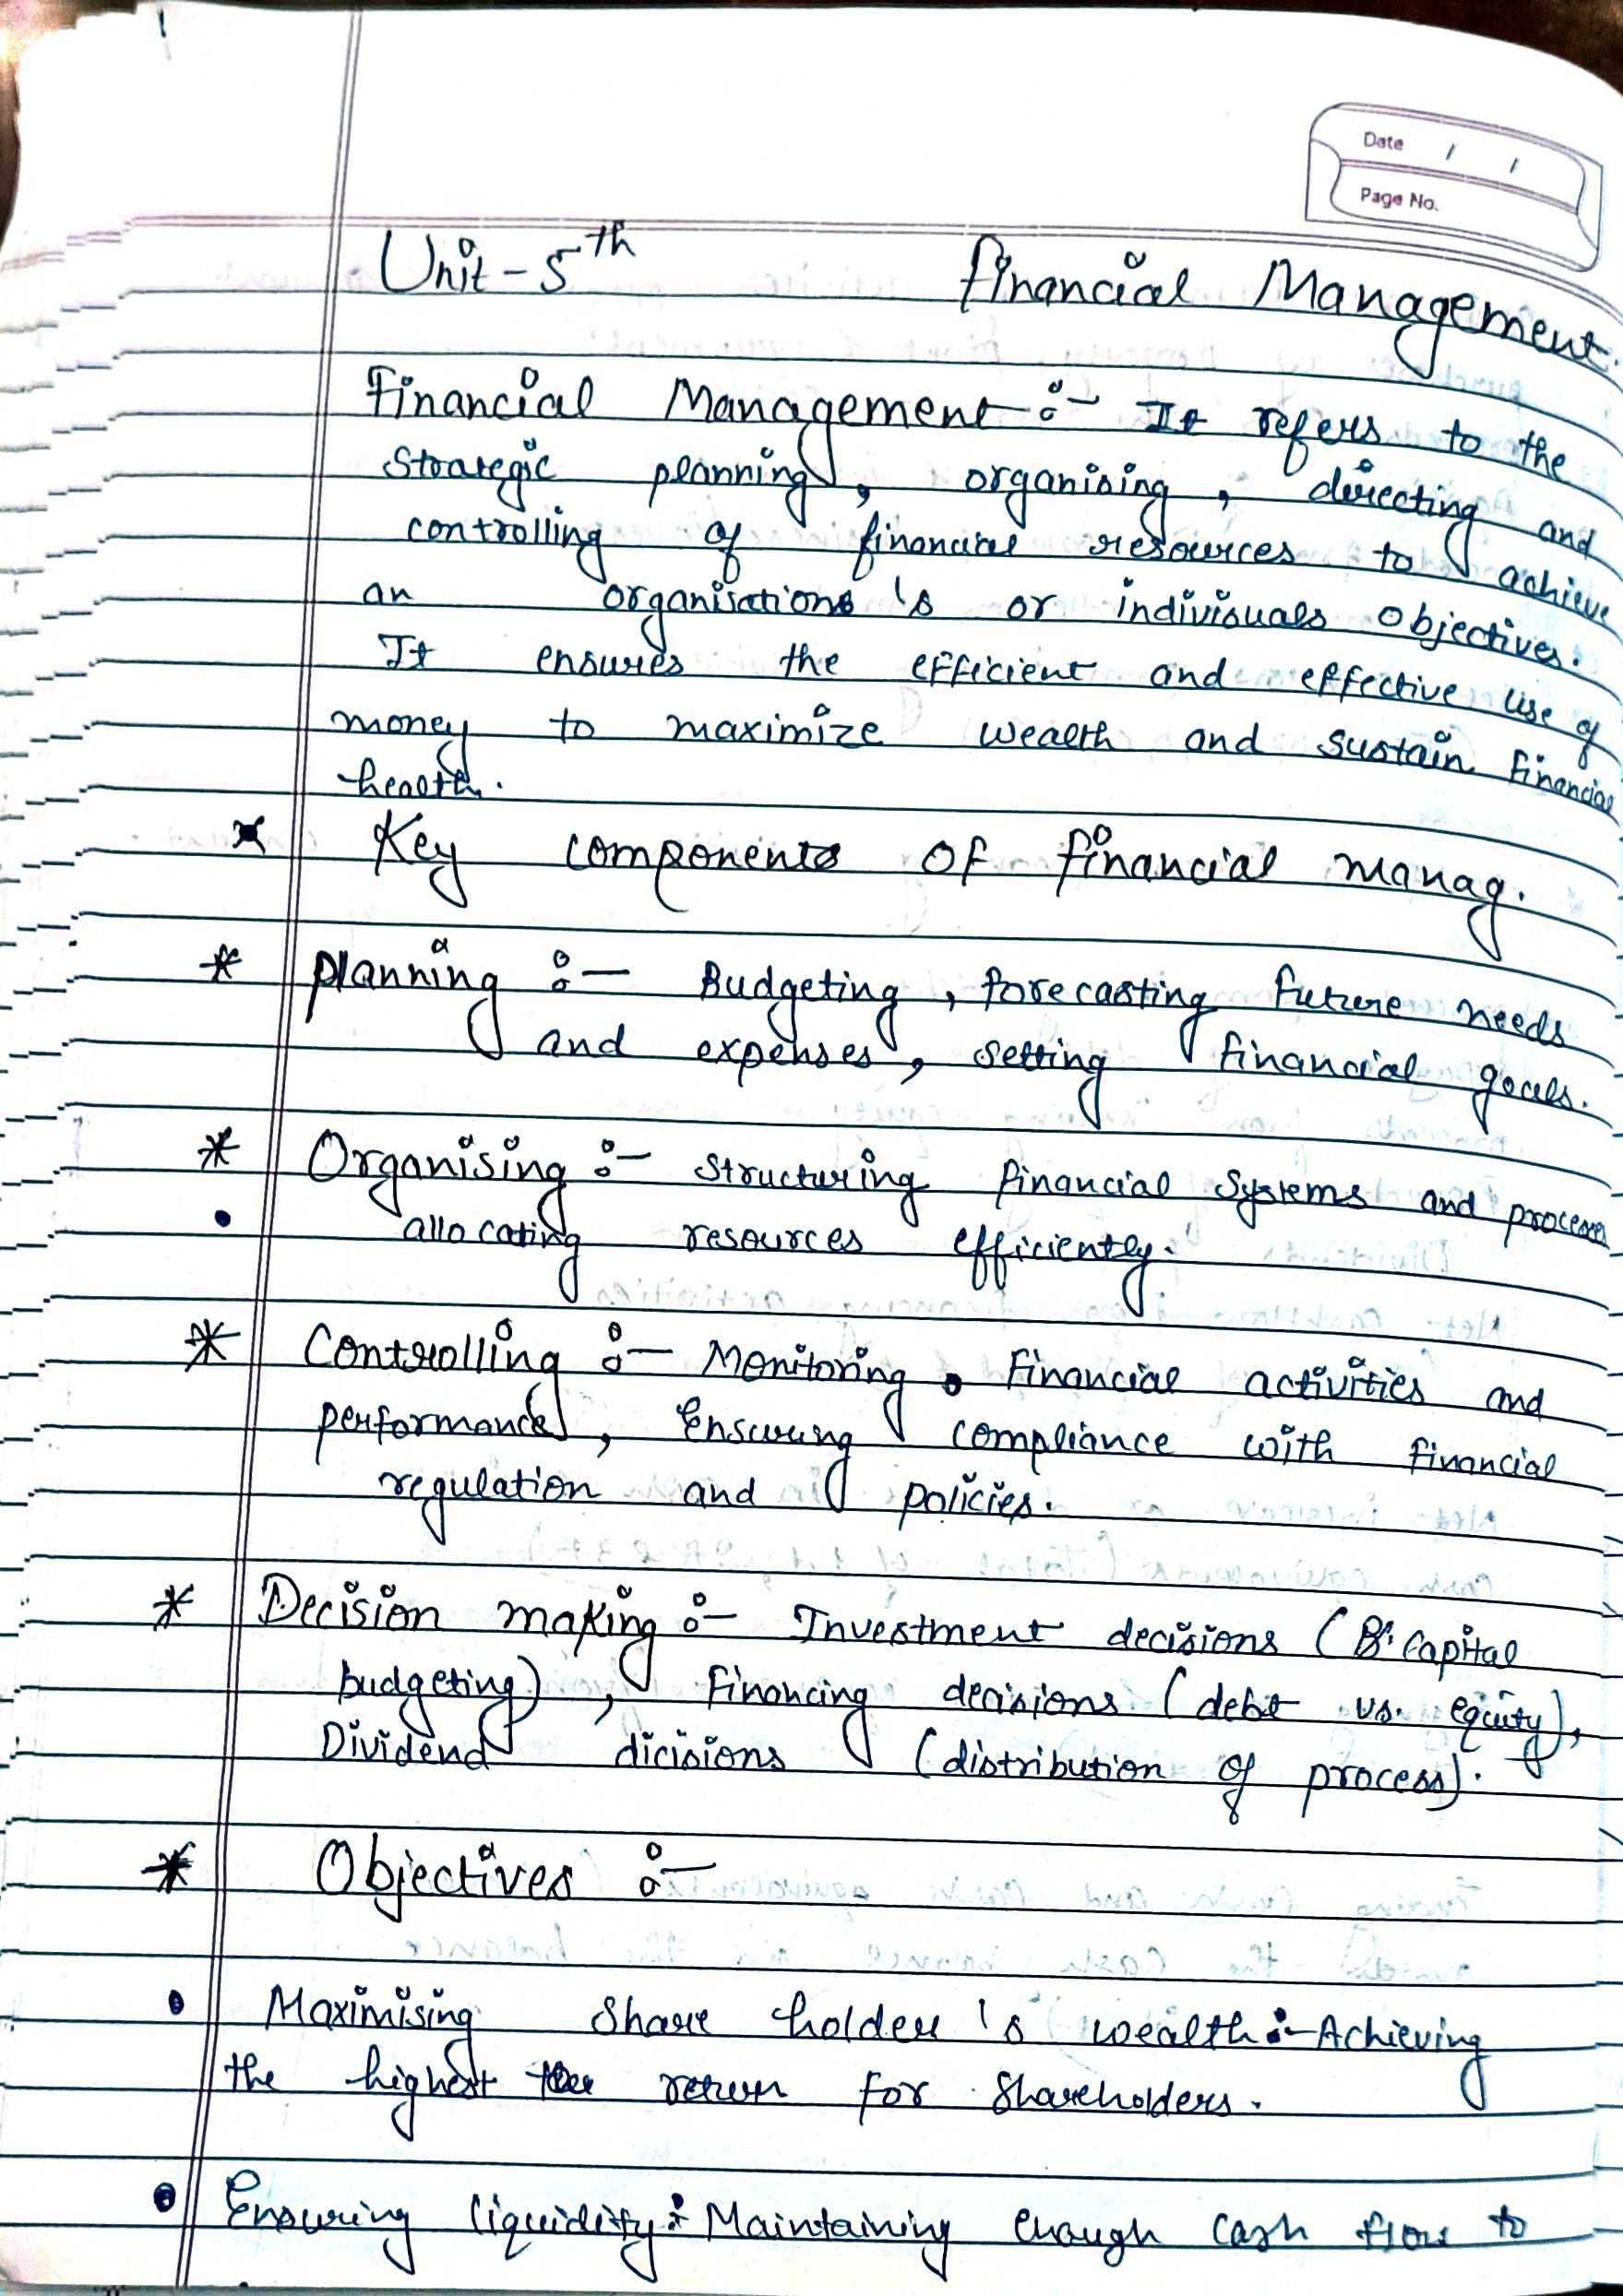 Date / /
Page No.
Unit - 5th Financial Management.
Financial Management :- It refers to the
Strategic planning, organising, directing and
controlling of financial resources to achieve
an organisations's or indiviouals objectives.
It ensures the efficient and effective use of
money to maximize wealth and sustain financial
health.
* Key components of financial manag.
* Planning :- Budgeting, forecasting future needs
and expenses, setting financial goals.
* Organising :- Structuring financial systems and process
• allocating resources efficiently.
* Controlling :- Monitoring financial activities and
performance, Ensuring compliance with financial
regulation and policies.
* Decision making :- Investment decisions (B. Capital
budgeting), Financing decisions (debt vs. equity),
Dividend dicisions (distribution of process).
* Objectives :-
• Maximising Share holder's wealth :- Achieving
the highest return for Shareholders.
• Ensuring liquidity : Maintaining enough cash flow to